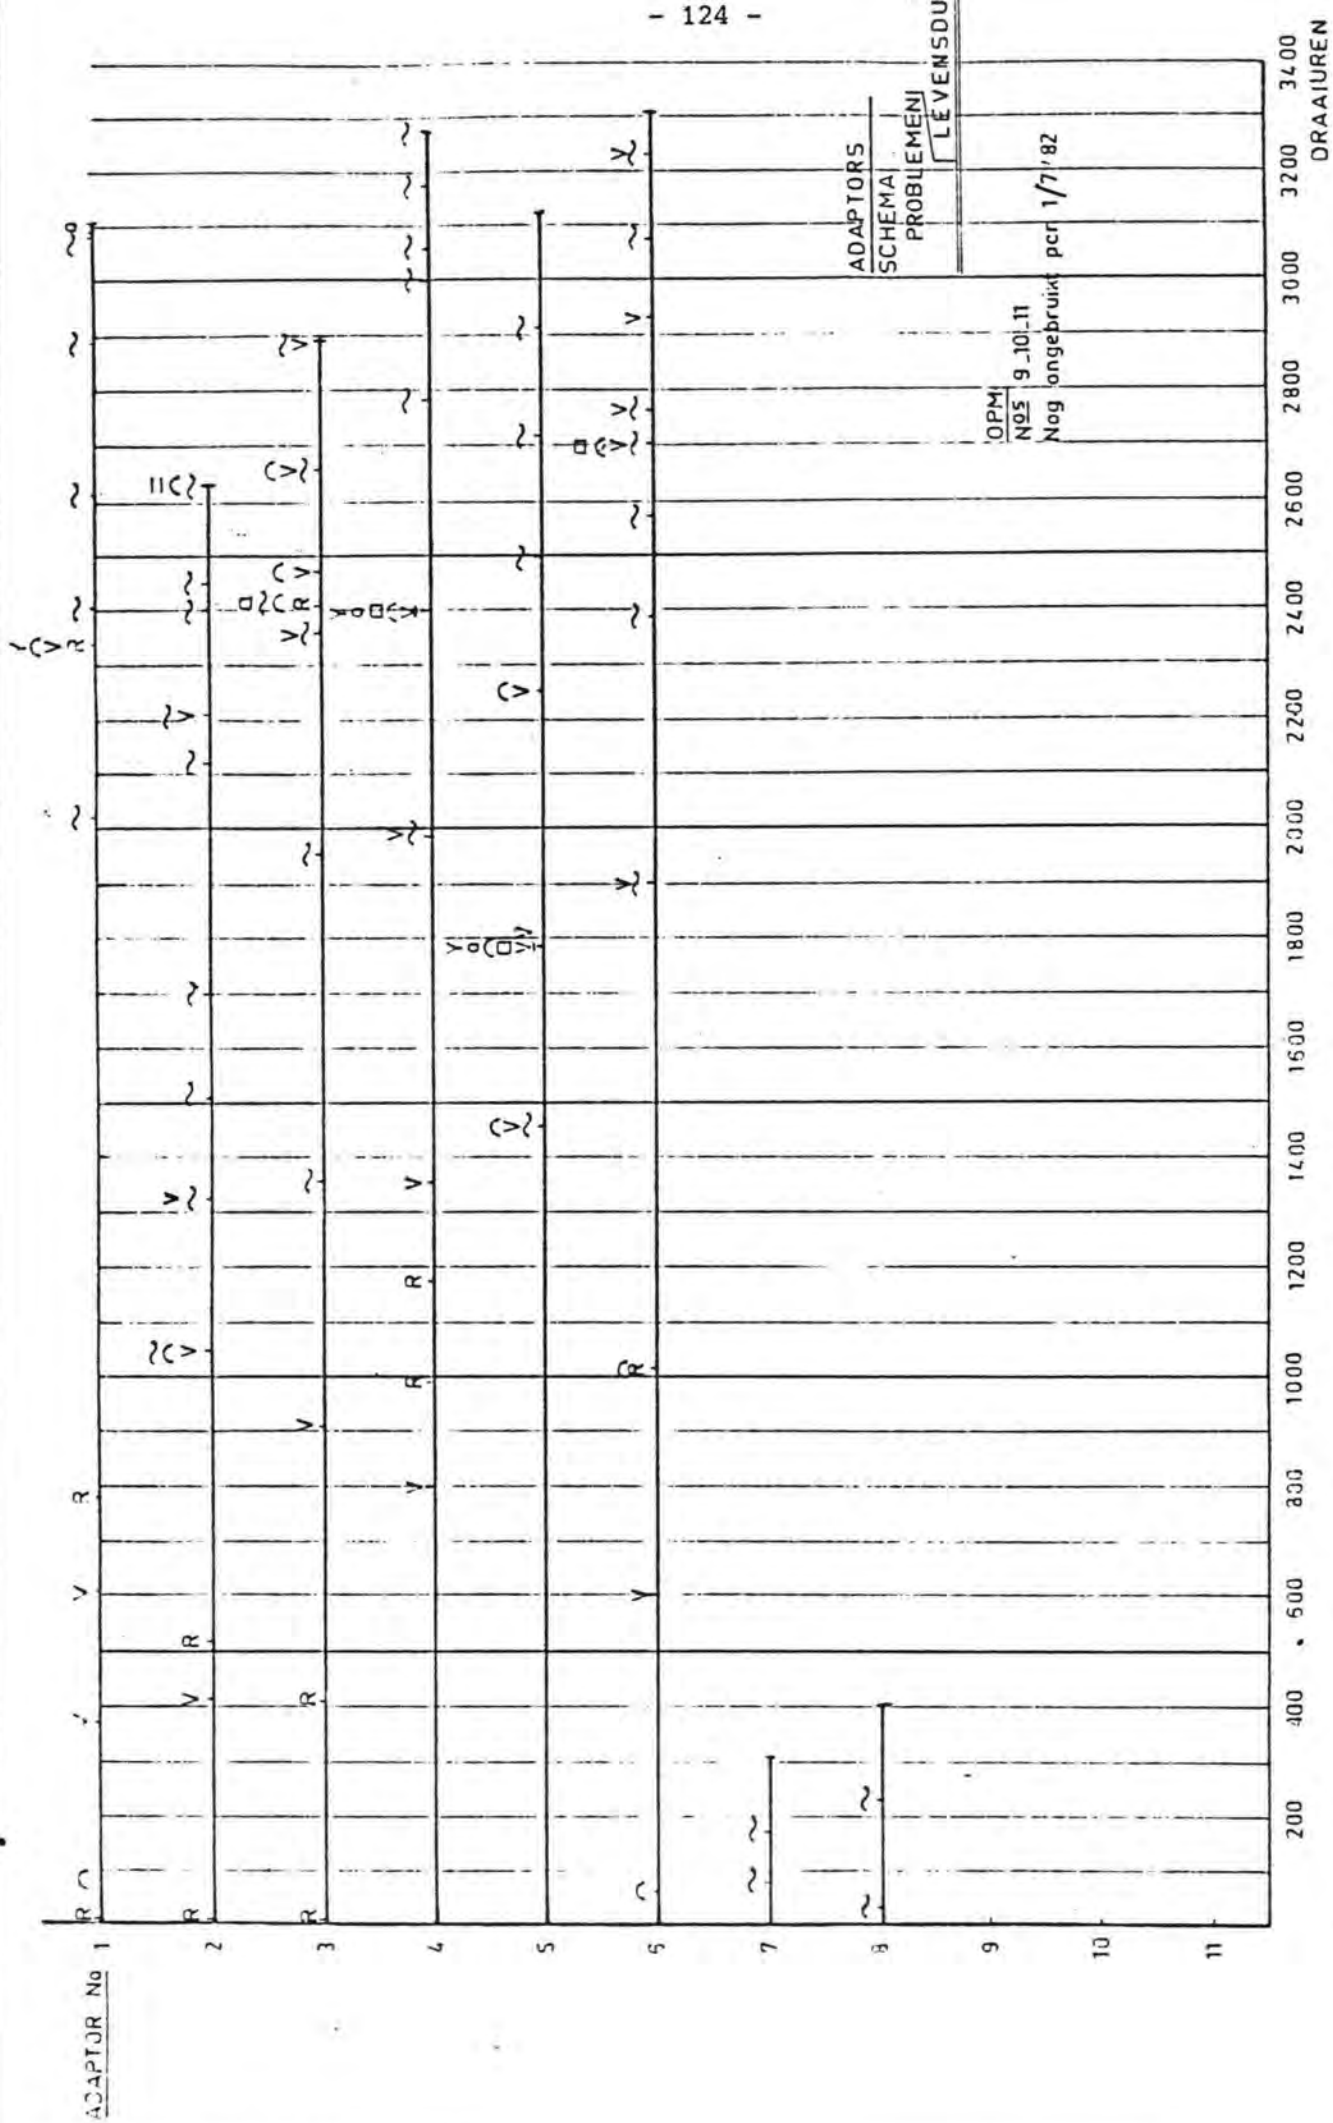 - 124 -
ADAPTORS
SCHEMA
PROBLEMEN
LEVENSDU
OPM
Nos 9_10_11
Nog ongebruikt per 1/7/'82
ADAPTOR No
1
R R V R
2
R V R V V V
3
R R V V R V V V
4
V R R V V
5
V V
6
V R V V V V
7
8
9
10
11
200 400 600 800 1000 1200 1400 1600 1800 2000 2200 2400 2600 2800 3000 3200 3400
DRAAIUREN